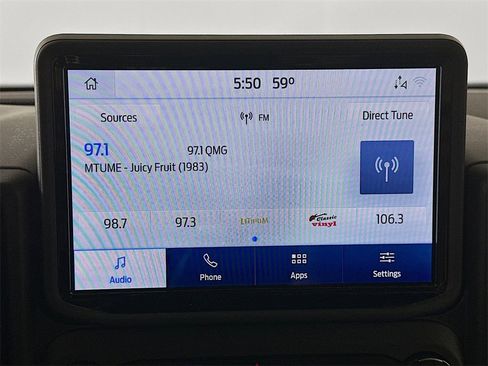 5:50 59°
Sources FM Direct Tune
97.1 97.1 QMG
MTUME - Juicy Fruit (1983)
98.7 97.3 LITHIUM Classic vinyl 106.3
Audio Phone Apps Settings